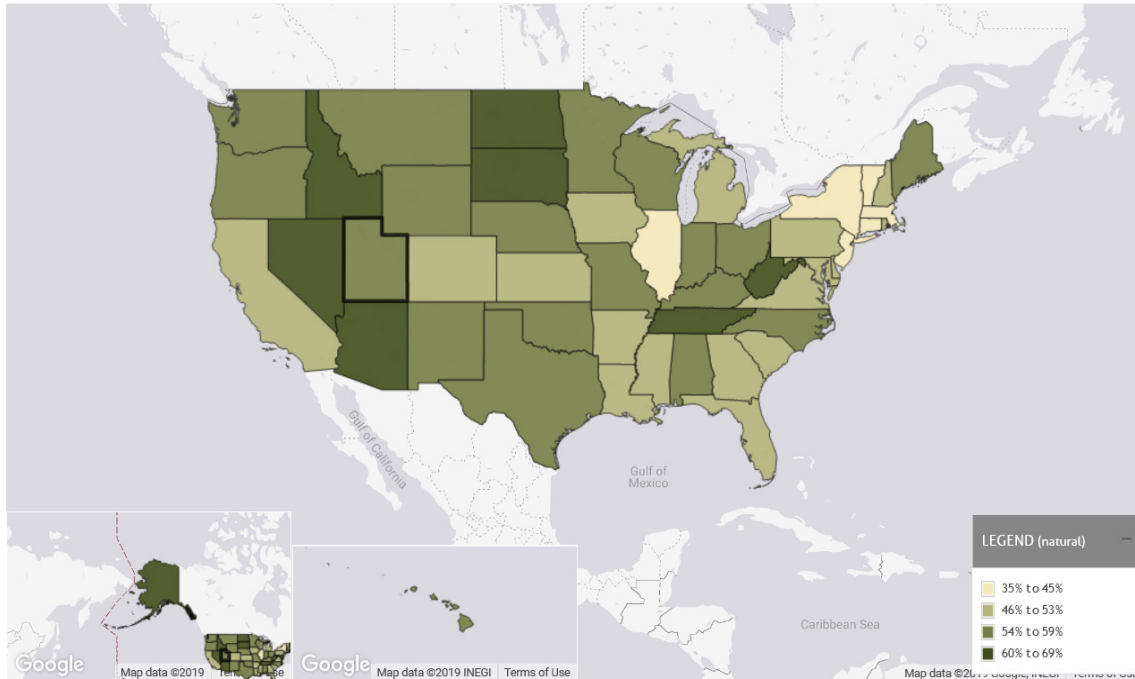 Gulf of California
Gulf of
Mexico
Caribbean Sea
LEGEND (natural)
35% to 45%
46% to 53%
54% to 59%
60% to 69%
Google
Map data ©2019
Google
Map data ©2019 INEGI
Terms of Use